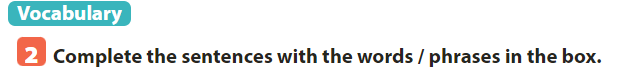 Vocabulary
2 Complete the sentences with the words / phrases in the box.